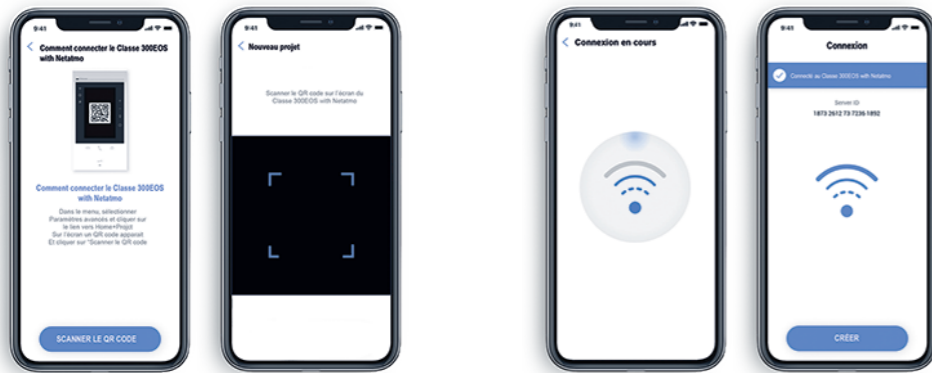 9:41
Comment connecter le Classe 300EOS
with Netatmo
Comment connecter le Classe 300EOS
with Netatmo
Dans le menu, sélectionner
Paramètres avancés et cliquer sur
le lien vers Home+Projct
Sur l'écran un QR code apparait
Et cliquer sur "Scanner le QR code
SCANNER LE QR CODE
9:41
Nouveau projet
Scanner le QR code sur l'écran du
Classe 300EOS with Netatmo
9:41
Connexion en cours
9:41
Connexion
Connecté au Classe 300EOS with Netatmo
Server ID
1873 2612 73-7236-1892
CRÉER